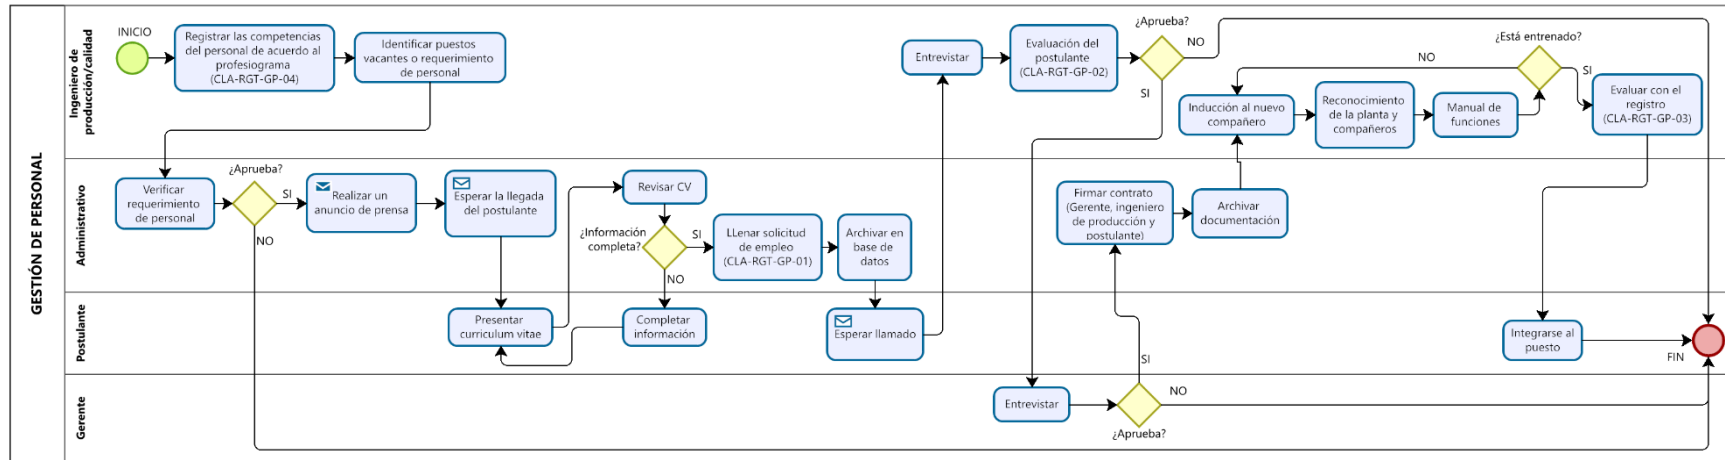 GESTIÓN DE PERSONAL
Ingeniero de
producción/calidad
INICIO
Registrar las competencias
del personal de acuerdo al
profesiograma
(CLA-RGT-GP-04)
Identificar puestos
vacantes o requerimiento
de personal
Entrevistar
Evaluación del
postulante
(CLA-RGT-GP-02)
¿Aprueba?
NO
SI
Inducción al nuevo
compañero
Reconocimiento
de la planta y
compañeros
Manual de
funciones
¿Está entrenado?
NO
SI
Evaluar con el
registro
(CLA-RGT-GP-03)
Administrativo
Verificar
requerimiento
de personal
¿Aprueba?
SI
NO
Realizar un
anuncio de prensa
Esperar la llegada
del postulante
Revisar CV
¿Información
completa?
SI
NO
LLenar solicitud
de empleo
(CLA-RGT-GP-01)
Archivar en
base de
datos
Firmar contrato
(Gerente, ingeniero
de producción y
postulante)
Archivar
documentación
Postulante
Presentar
curriculum vitae
Completar
información
Esperar llamado
SI
Integrarse al
puesto
FIN
Gerente
Entrevistar
¿Aprueba?
NO